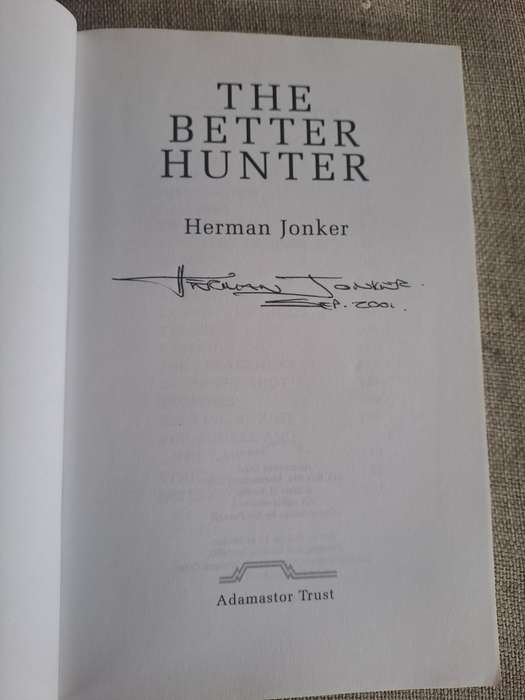 THE
BETTER
HUNTER
Herman Jonker
Herman Jonker.
Sep. 2001.
Adamastor Trust